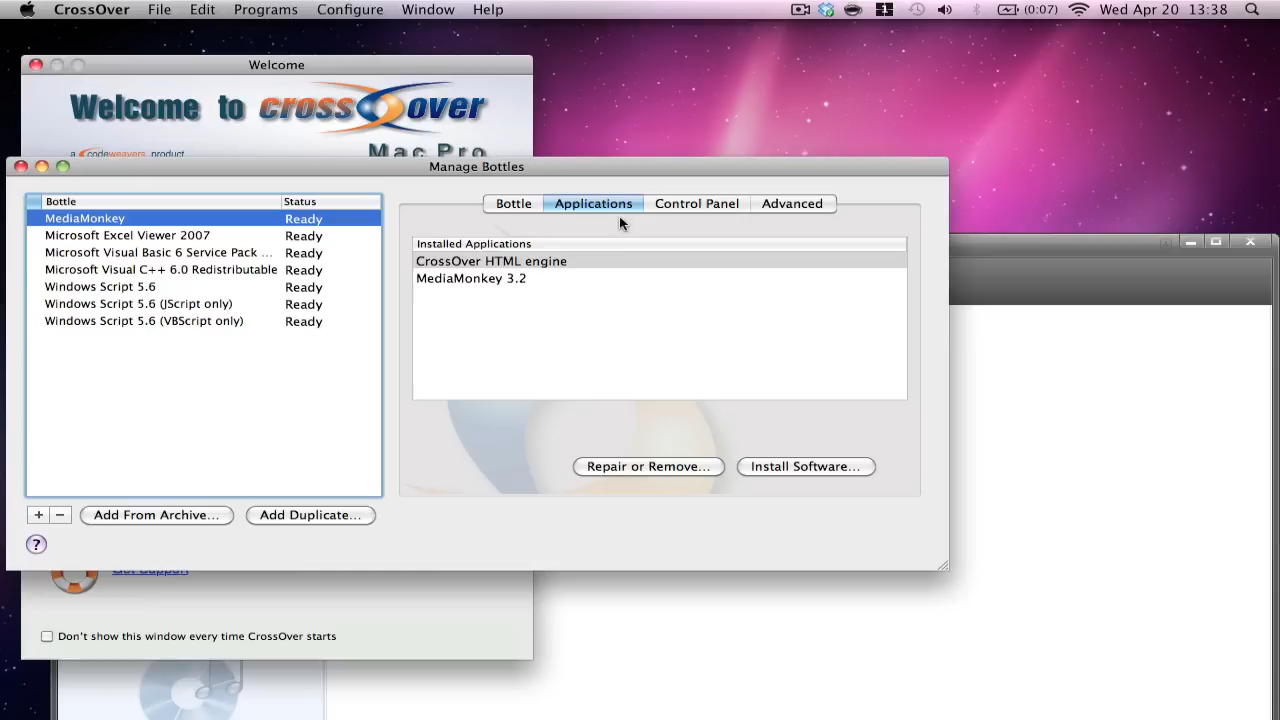 CrossOver File Edit Programs Configure Window Help (0:07) Wed Apr 20 13:38
Welcome
Welcome to crossover
a codeweavers product
Mac Pro
Manage Bottles
Bottle Status
MediaMonkey Ready
Microsoft Excel Viewer 2007 Ready
Microsoft Visual Basic 6 Service Pack ... Ready
Microsoft Visual C++ 6.0 Redistributable Ready
Windows Script 5.6 Ready
Windows Script 5.6 (JScript only) Ready
Windows Script 5.6 (VBScript only) Ready
Bottle Applications Control Panel Advanced
Installed Applications
CrossOver HTML engine
MediaMonkey 3.2
Repair or Remove... Install Software...
+ − Add From Archive... Add Duplicate...
?
Get Support
Don't show this window every time CrossOver starts